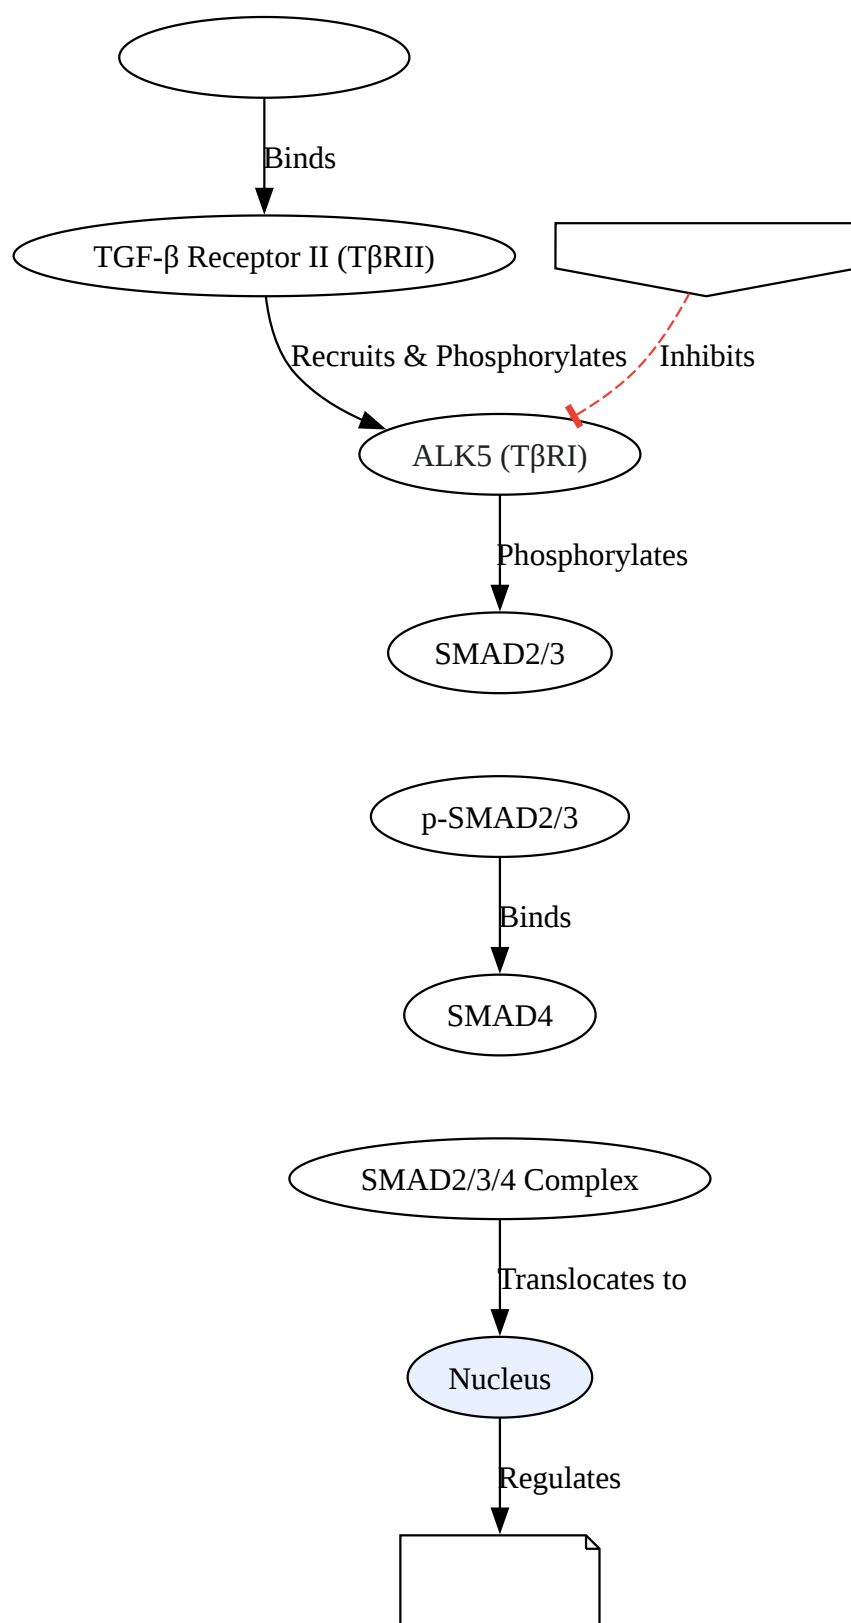 Binds
TGF-β Receptor II (TβRII)
Recruits & Phosphorylates
Inhibits
ALK5 (TβRI)
Phosphorylates
SMAD2/3
p-SMAD2/3
Binds
SMAD4
SMAD2/3/4 Complex
Translocates to
Nucleus
Regulates